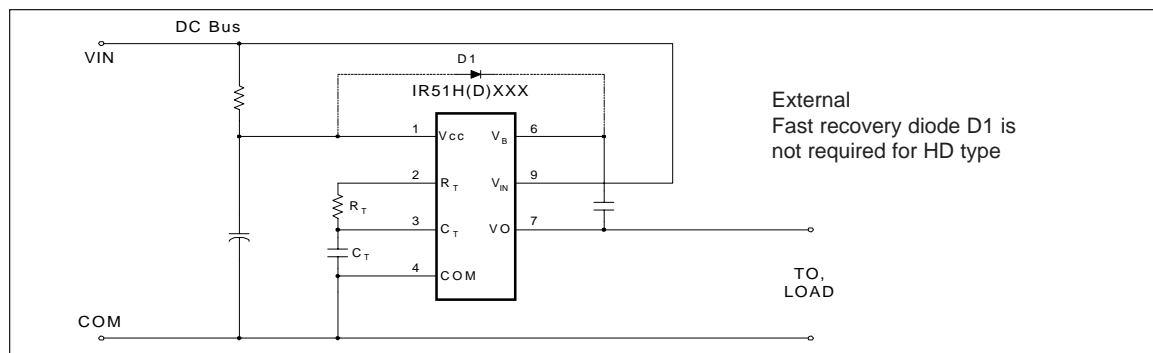 DC Bus
VIN
D1
IR51H(D)XXX
External
Fast recovery diode D1 is
not required for HD type
1 Vcc VB 6
2 RT VIN 9
RT
3 CT VO 7
CT
4 COM
TO,
LOAD
COM